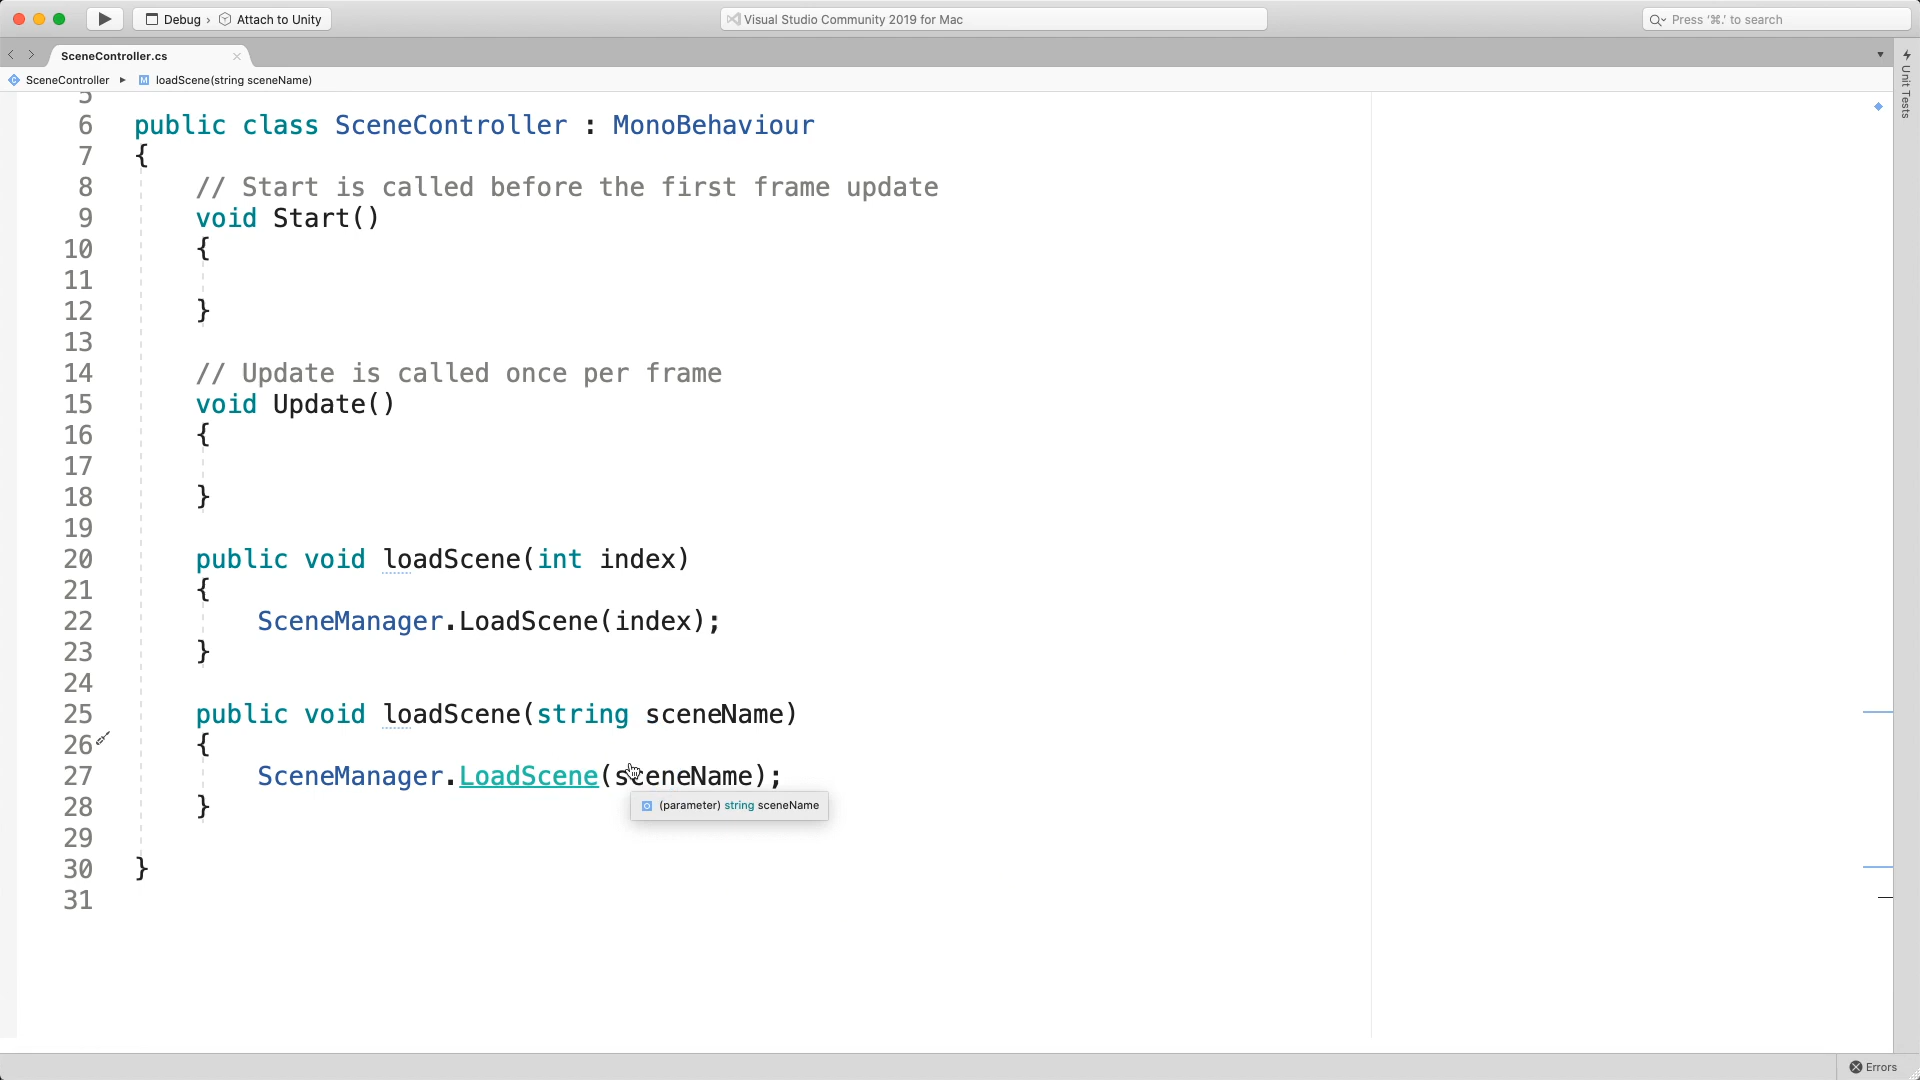 Debug › Attach to Unity
Visual Studio Community 2019 for Mac
Press '⌘.' to search
SceneController.cs
Unit Tests
SceneController ▸ M loadScene(string sceneName)
5
6 public class SceneController : MonoBehaviour
7 {
8 // Start is called before the first frame update
9 void Start()
10 {
11
12 }
13
14 // Update is called once per frame
15 void Update()
16 {
17
18 }
19
20 public void loadScene(int index)
21 {
22 SceneManager.LoadScene(index);
23 }
24
25 public void loadScene(string sceneName)
26 {
27 SceneManager.LoadScene(sceneName);
28 }
(parameter) string sceneName
29
30 }
31
Errors